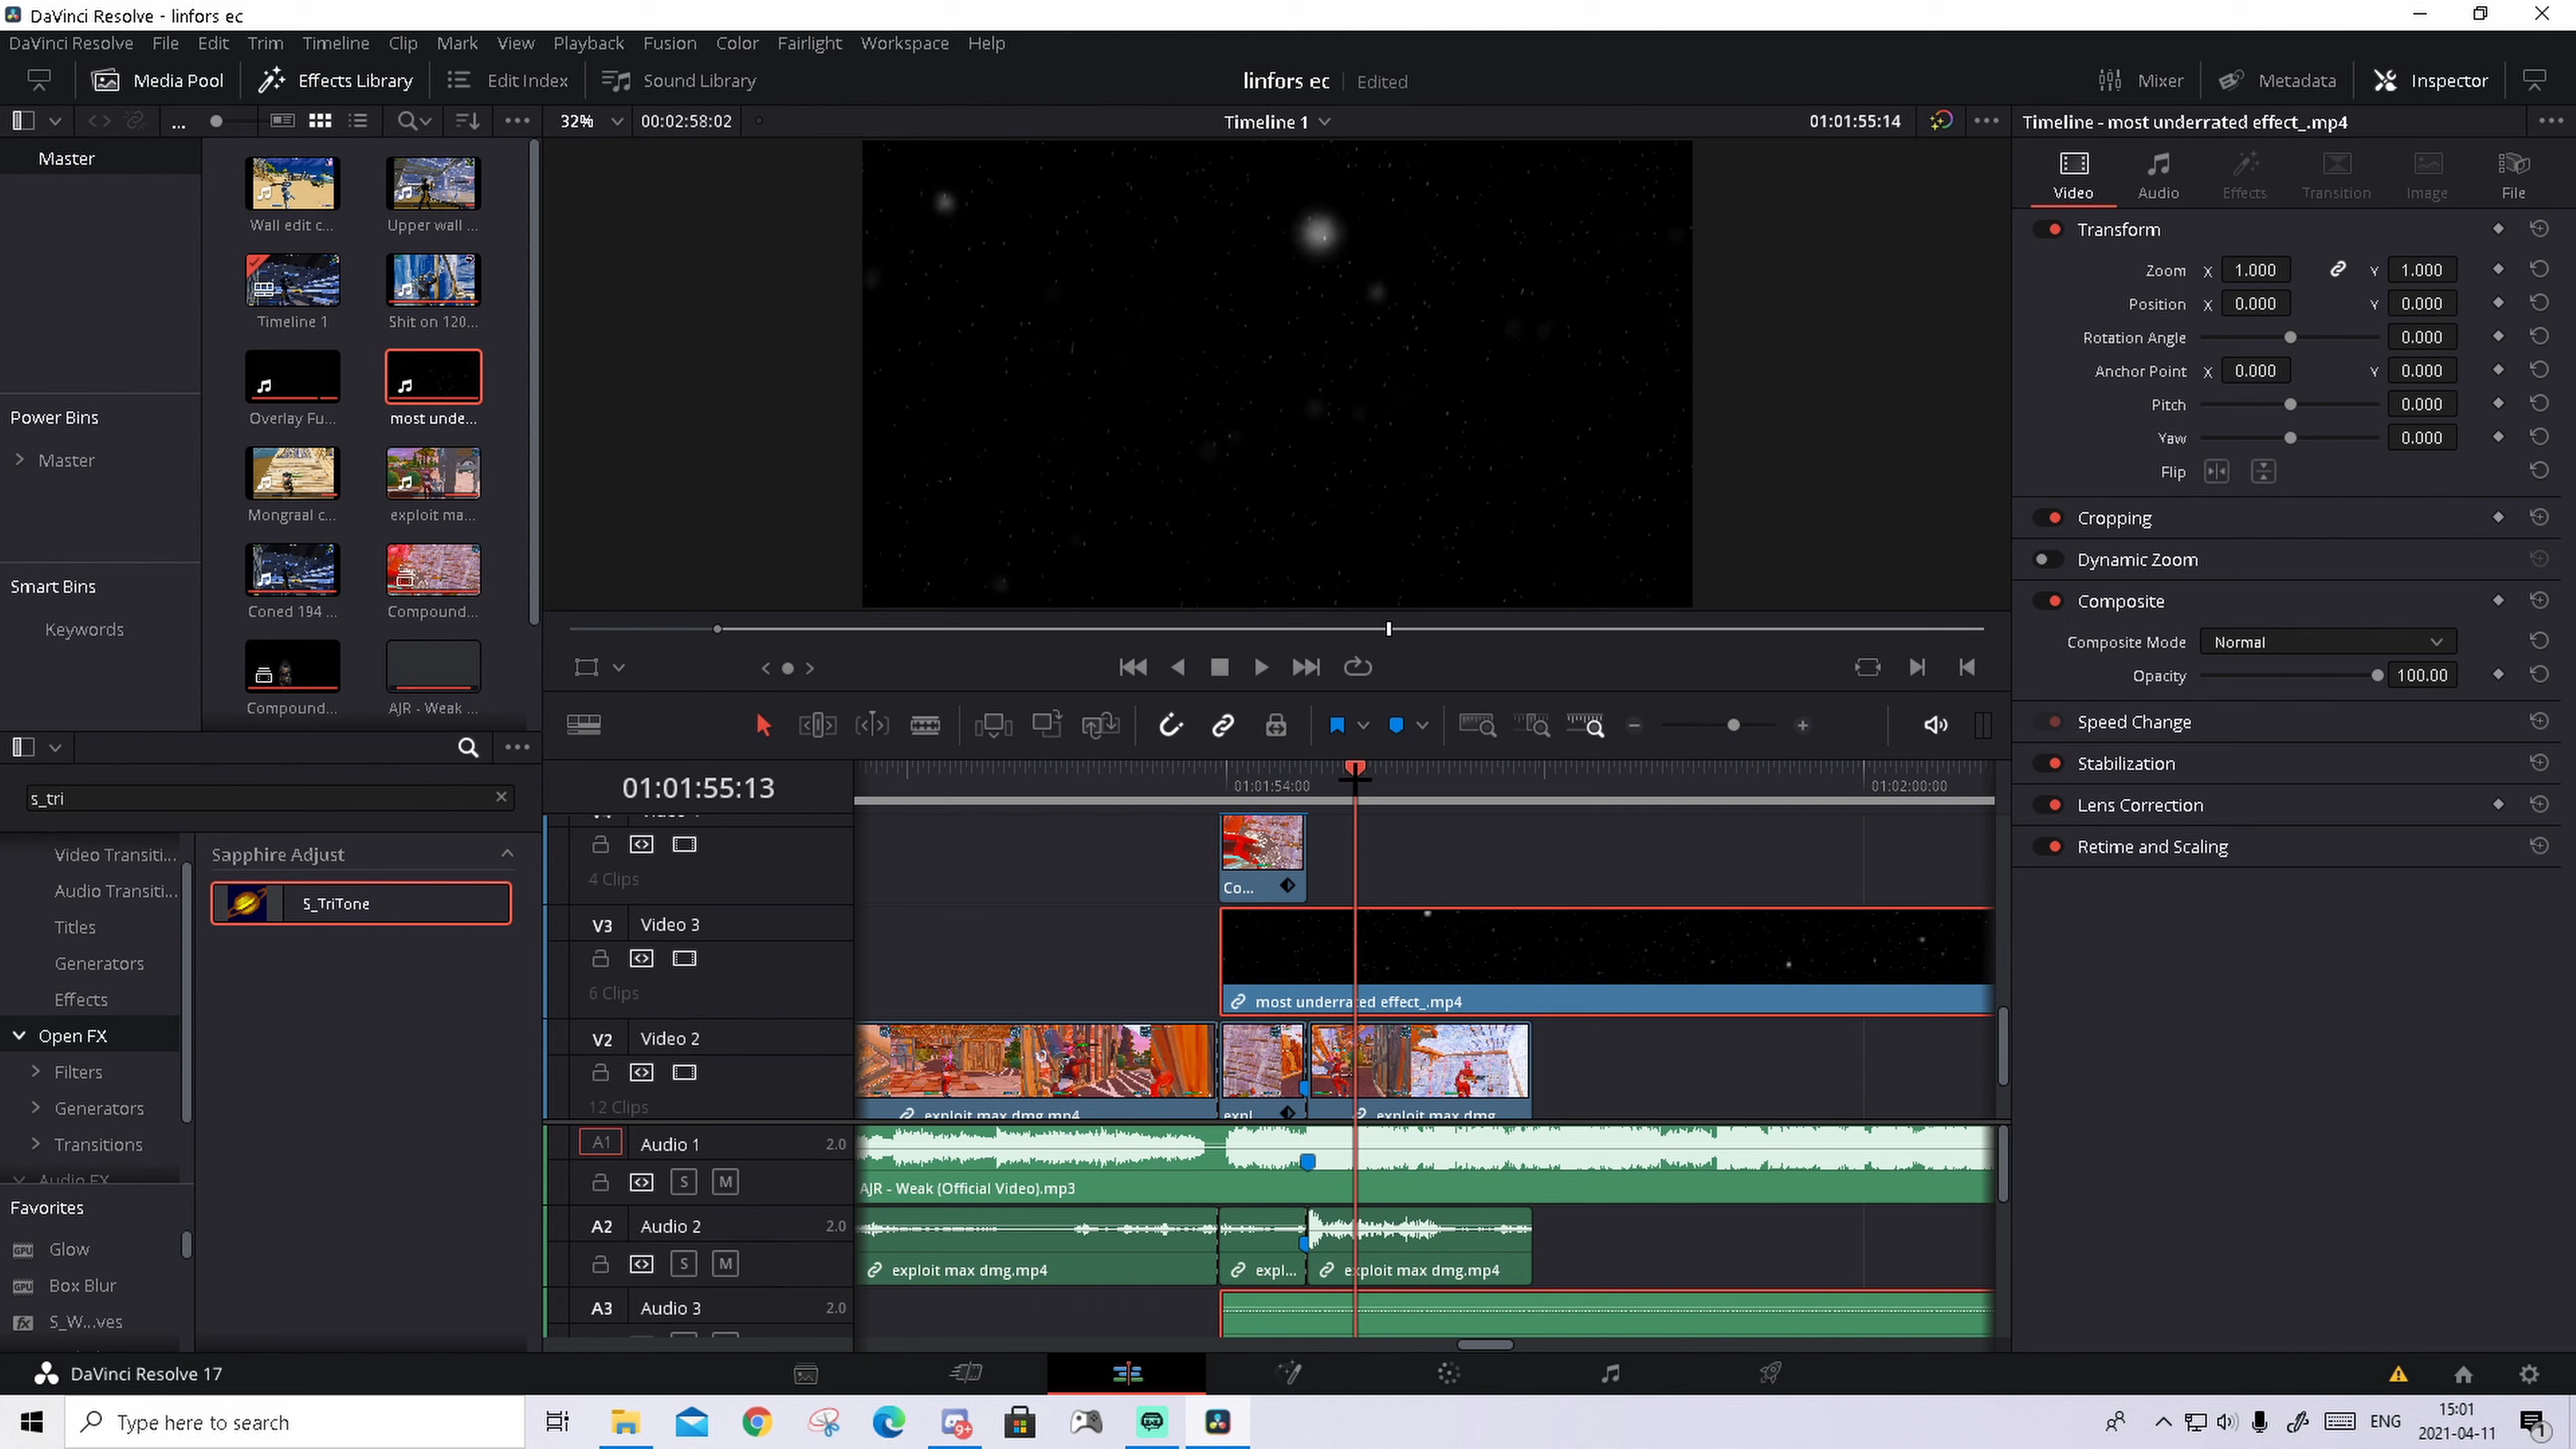 DaVinci Resolve - linfors ec
DaVinci Resolve File Edit Trim Timeline Clip Mark View Playback Fusion Color Fairlight Workspace Help
Media Pool Effects Library Edit Index Sound Library linfors ec Edited Mixer Metadata Inspector
... 32% 00:02:58:02 Timeline 1 01:01:55:14 Timeline - most underrated effect_.mp4
Master
Power Bins
Master
Smart Bins
Keywords
Wall edit c... Upper wall ...
Timeline 1 Shit on 120...
Overlay Fu... most unde...
Mongraal c... exploit ma...
Coned 194 ... Compound...
Compound... AJR - Weak ...
Video Audio Effects Transition Image File
Transform
Zoom X 1.000 Y 1.000
Position X 0.000 Y 0.000
Rotation Angle 0.000
Anchor Point X 0.000 Y 0.000
Pitch 0.000
Yaw 0.000
Flip
Cropping
Dynamic Zoom
Composite
Composite Mode Normal
Opacity 100.00
Speed Change
Stabilization
Lens Correction
Retime and Scaling
s_tri
Video Transiti...
Audio Transiti...
Titles
Generators
Effects
Open FX
Filters
Generators
Transitions
Audio FX
Favorites
GPU Glow
GPU Box Blur
fx S_W...ves
Sapphire Adjust
S_TriTone
01:01:55:13 01:01:54:00 01:02:00:00
4 Clips Co...
V3 Video 3
6 Clips most underrated effect_.mp4
V2 Video 2
12 Clips exploit max dmg.mp4 expl exploit max dmg
A1 Audio 1 2.0
S M AJR - Weak (Official Video).mp3
A2 Audio 2 2.0
S M exploit max dmg.mp4 expl... exploit max dmg.mp4
A3 Audio 3 2.0
DaVinci Resolve 17
Type here to search 9+ ENG 15:01
2021-04-11 1